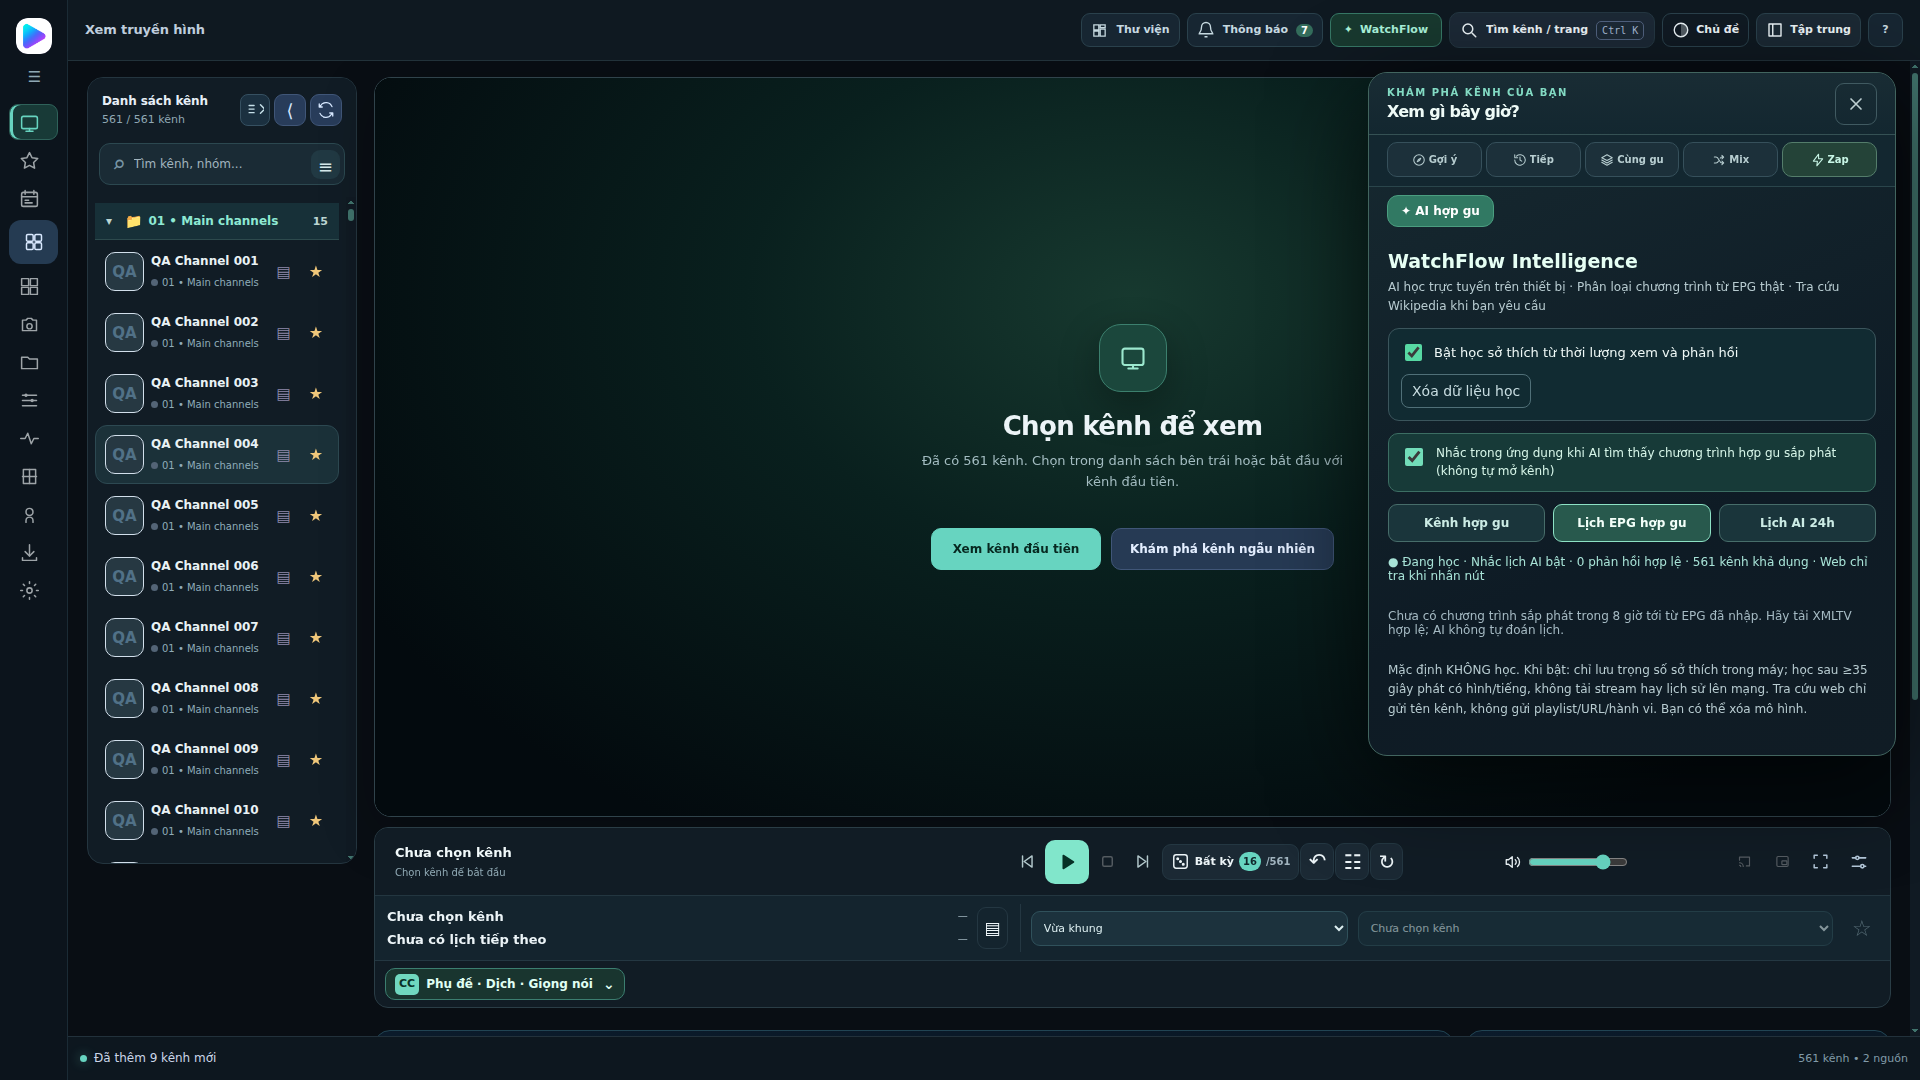 Xem truyền hình
Thư viện
Thông báo 7
✦ WatchFlow
Tìm kênh / trang Ctrl K
Chủ đề
Tập trung
?
Danh sách kênh
561 / 561 kênh
Tìm kênh, nhóm...
01 • Main channels 15
QA QA Channel 001
01 • Main channels
QA QA Channel 002
01 • Main channels
QA QA Channel 003
01 • Main channels
QA QA Channel 004
01 • Main channels
QA QA Channel 005
01 • Main channels
QA QA Channel 006
01 • Main channels
QA QA Channel 007
01 • Main channels
QA QA Channel 008
01 • Main channels
QA QA Channel 009
01 • Main channels
QA QA Channel 010
01 • Main channels
Chọn kênh để xem
Đã có 561 kênh. Chọn trong danh sách bên trái hoặc bắt đầu với
kênh đầu tiên.
Xem kênh đầu tiên
Khám phá kênh ngẫu nhiên
KHÁM PHÁ KÊNH CỦA BẠN
Xem gì bây giờ?
Gợi ý
Tiếp
Cùng gu
Mix
Zap
✦ AI hợp gu
WatchFlow Intelligence
AI học trực tuyến trên thiết bị · Phân loại chương trình từ EPG thật · Tra cứu
Wikipedia khi bạn yêu cầu
Bật học sở thích từ thời lượng xem và phản hồi
Xóa dữ liệu học
Nhắc trong ứng dụng khi AI tìm thấy chương trình hợp gu sắp phát
(không tự mở kênh)
Kênh hợp gu
Lịch EPG hợp gu
Lịch AI 24h
● Đang học · Nhắc lịch AI bật · 0 phản hồi hợp lệ · 561 kênh khả dụng · Web chỉ
tra khi nhấn nút
Chưa có chương trình sắp phát trong 8 giờ tới từ EPG đã nhập. Hãy tải XMLTV
hợp lệ; AI không tự đoán lịch.
Mặc định KHÔNG học. Khi bật: chỉ lưu trọng số sở thích trong máy; học sau ≥35
giây phát có hình/tiếng, không tải stream hay lịch sử lên mạng. Tra cứu web chỉ
gửi tên kênh, không gửi playlist/URL/hành vi. Bạn có thể xóa mô hình.
Chưa chọn kênh
Chọn kênh để bắt đầu
Bất kỳ 16 /561
Chưa chọn kênh —
Chưa có lịch tiếp theo —
Vừa khung
Chưa chọn kênh
CC Phụ đề · Dịch · Giọng nói
Đã thêm 9 kênh mới
561 kênh • 2 nguồn